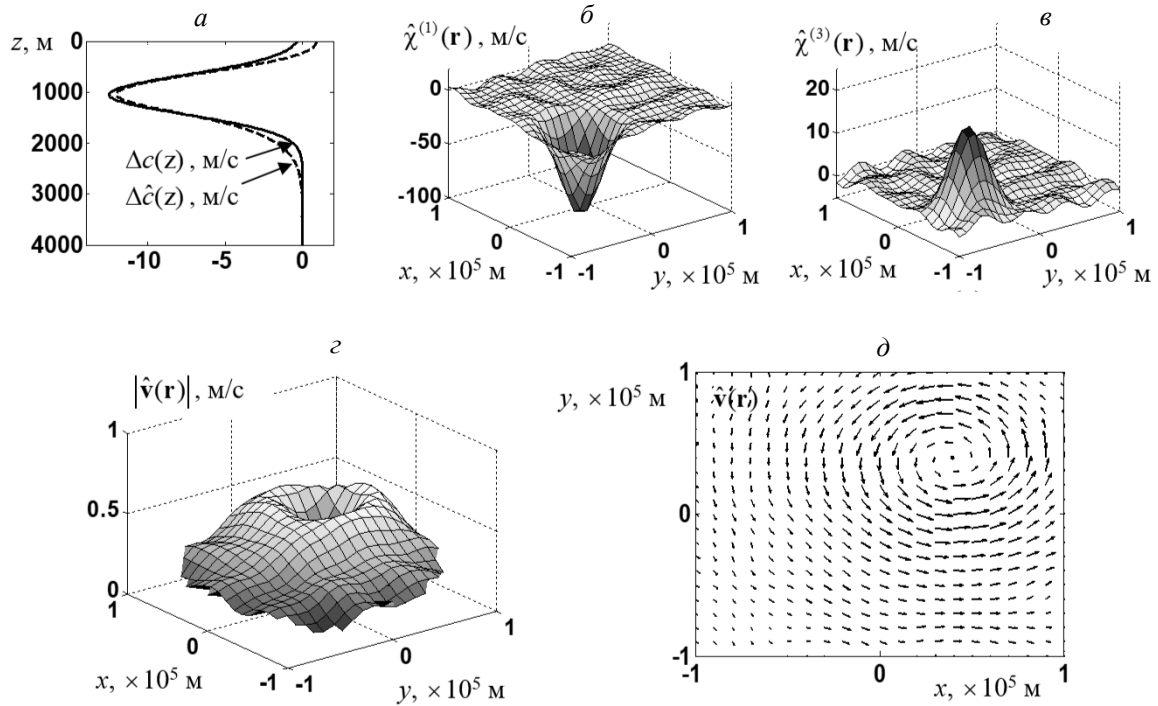 а
z, м
0
1000
2000
3000
4000
Δc(z) , м/с
Δĉ(z) , м/с
-10
-5
0
б
χ̂⁽¹⁾(r) , м/с
0
-50
-100
1
0
-1
-1
0
1
x, ×10⁵ м
y, ×10⁵ м
в
χ̂⁽³⁾(r) , м/с
20
10
0
1
0
-1
-1
0
1
x, ×10⁵ м
y, ×10⁵ м
г
|v̂(r)| , м/с
1
0.5
0
1
0
-1
-1
0
1
x, ×10⁵ м
y, ×10⁵ м
д
y, ×10⁵ м
v̂(r)
1
0
-1
-1
0
1
x, ×10⁵ м